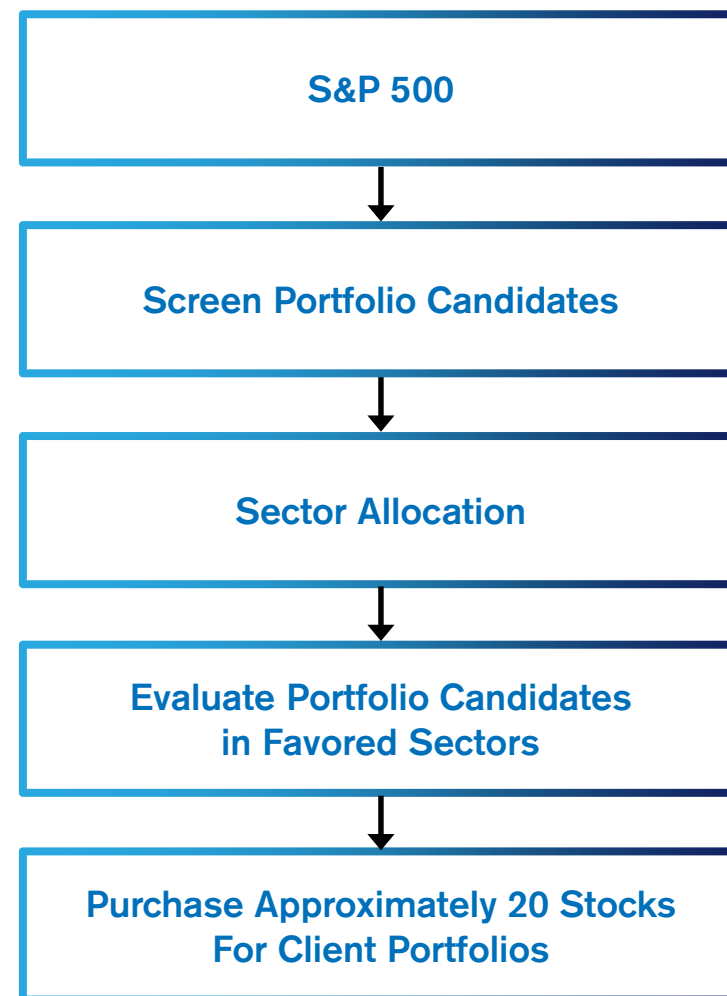 S&P 500
Screen Portfolio Candidates
Sector Allocation
Evaluate Portfolio Candidates
in Favored Sectors
Purchase Approximately 20 Stocks
For Client Portfolios